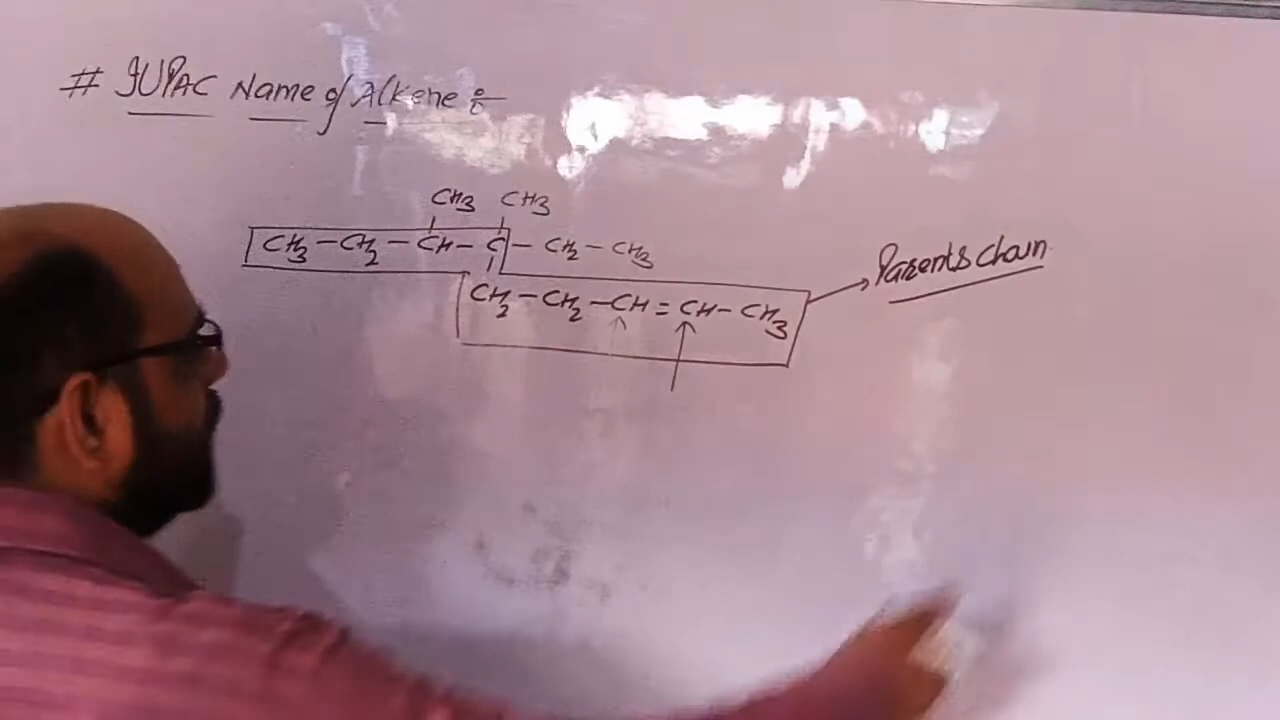 # IUPAC Name of Alkene :-
CH3 CH3
CH3 - CH2 - CH - C - CH2 - CH3
CH2 - CH2 - CH = CH - CH3
Parents chain